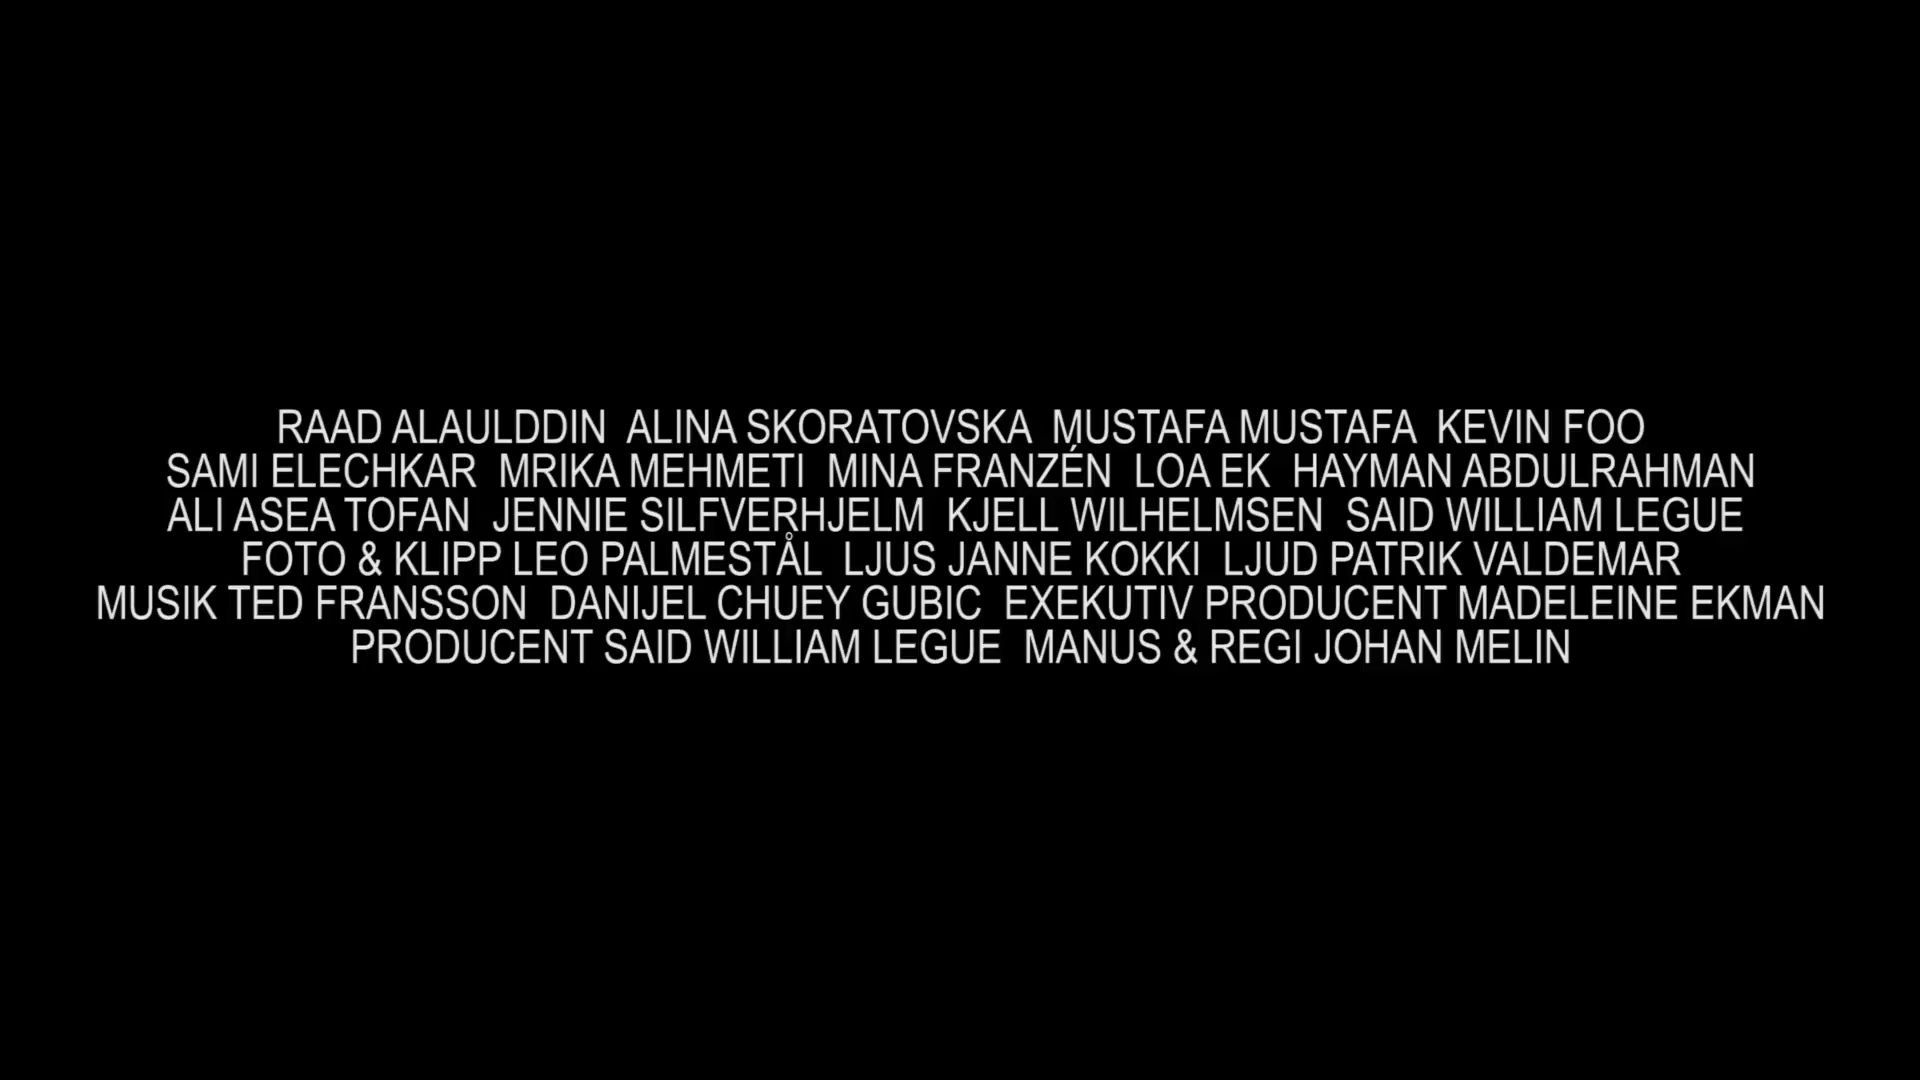 RAAD ALAULDDIN ALINA SKORATOVSKA MUSTAFA MUSTAFA KEVIN FOO
SAMI ELECHKAR MRIKA MEHMETI MINA FRANZÉN LOA EK HAYMAN ABDULRAHMAN
ALI ASEA TOFAN JENNIE SILFVERHJELM KJELL WILHELMSEN SAID WILLIAM LEGUE
FOTO & KLIPP LEO PALMESTÅL LJUS JANNE KOKKI LJUD PATRIK VALDEMAR
MUSIK TED FRANSSON DANIJEL CHUEY GUBIC EXEKUTIV PRODUCENT MADELEINE EKMAN
PRODUCENT SAID WILLIAM LEGUE MANUS & REGI JOHAN MELIN